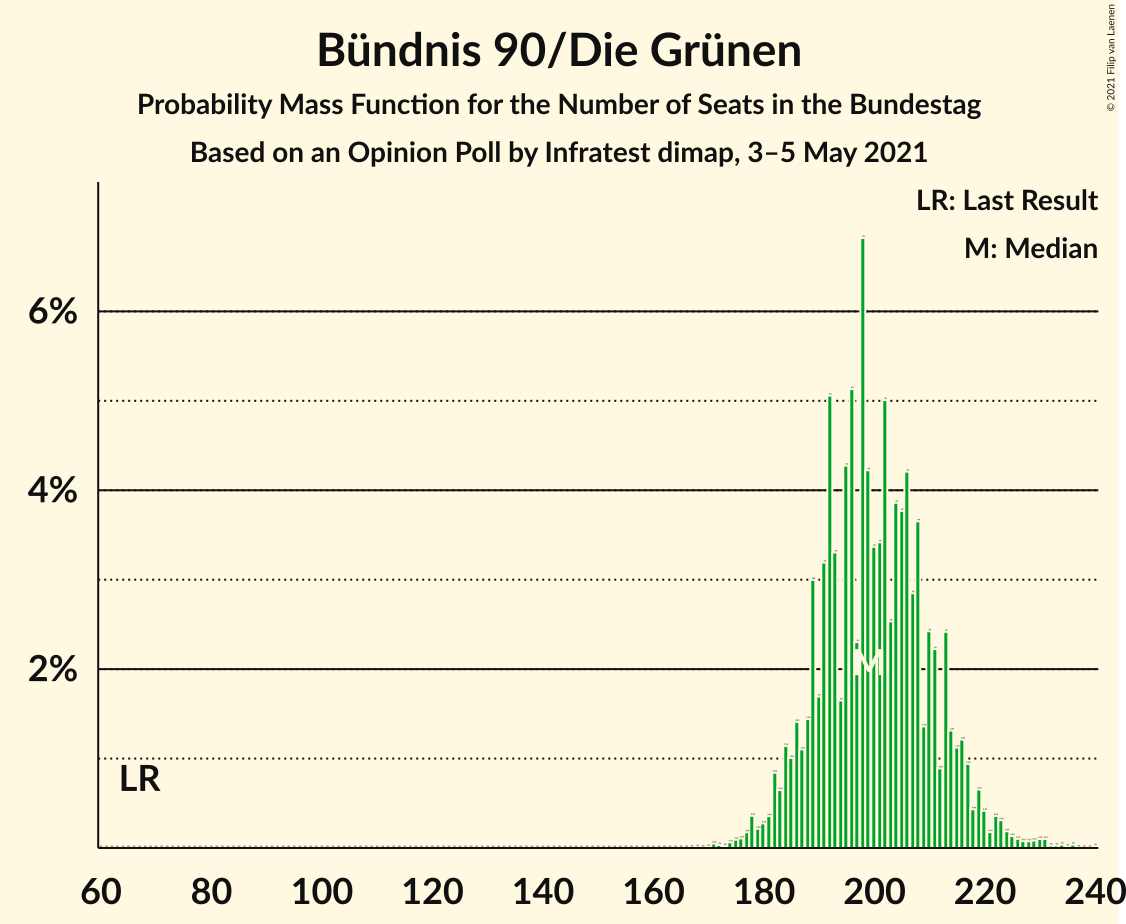 Bündnis 90/Die Grünen
Probability Mass Function for the Number of Seats in the Bundestag
Based on an Opinion Poll by Infratest dimap, 3–5 May 2021
© 2021 Filip van Laenen
LR: Last Result
M: Median
6%
4%
2%
LR
M
60 80 100 120 140 160 180 200 220 240